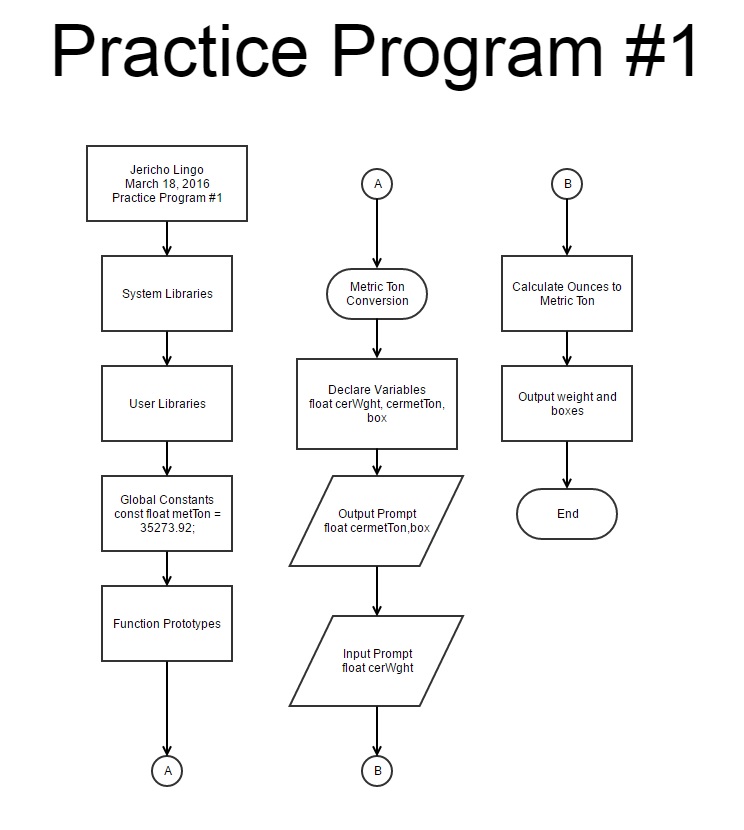 Practice Program #1
Jericho Lingo
March 18, 2016
Practice Program #1
System Libraries
User Libraries
Global Constants
const float metTon =
35273.92;
Function Prototypes
A
A
Metric Ton
Conversion
Declare Variables
float cerWght, cermetTon,
box
Output Prompt
float cermetTon,box
Input Prompt
float cerWght
B
B
Calculate Ounces to
Metric Ton
Output weight and
boxes
End